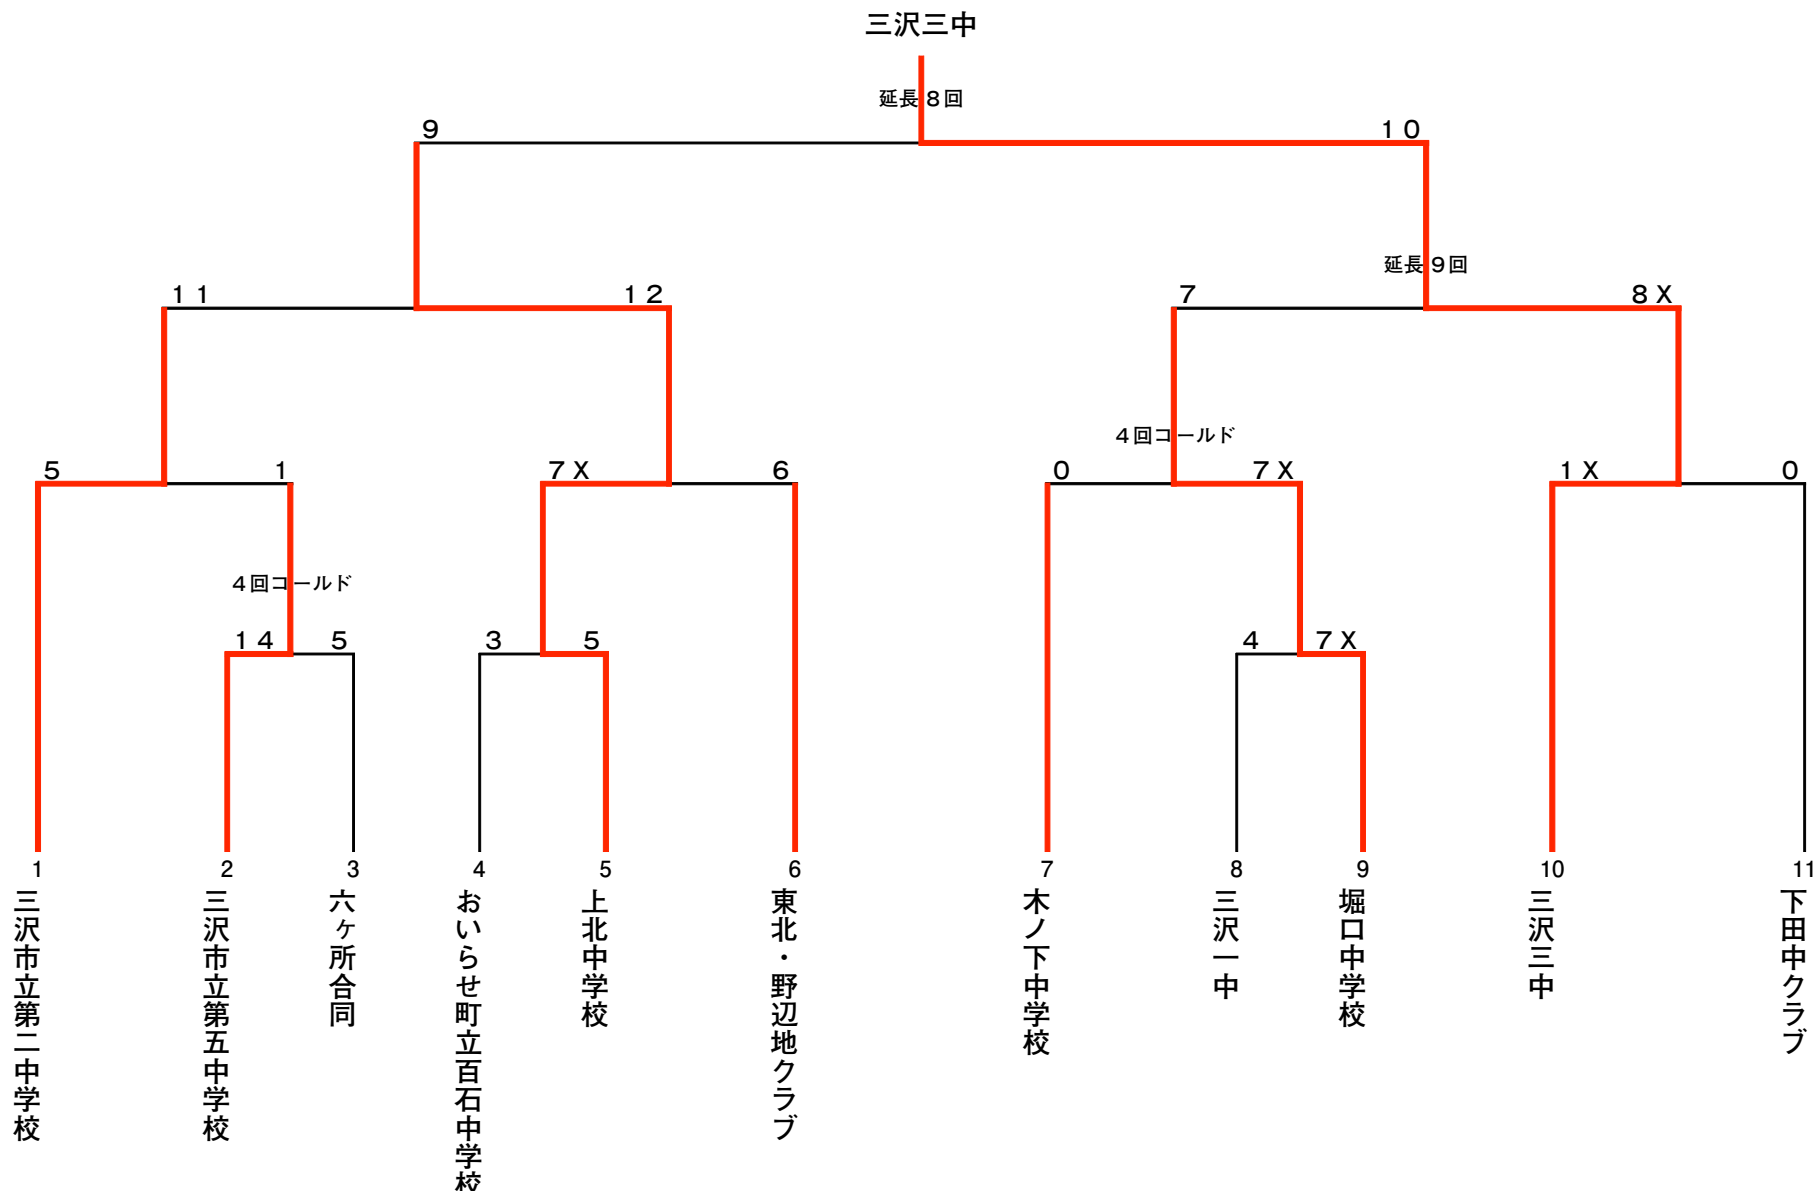 三沢三中
延長８回
９
１０
延長９回
１１
１２
７
８X
４回コールド
５
１
７X
６
０
７X
１X
０
４回コールド
１４
５
３
５
４
７X
1
2
3
4
5
6
7
8
9
10
11
三沢市立第二中学校
三沢市立第五中学校
六ヶ所合同
おいらせ町立百石中学校
上北中学校
東北・野辺地クラブ
木ノ下中学校
三沢一中
堀口中学校
三沢三中
下田中クラブ